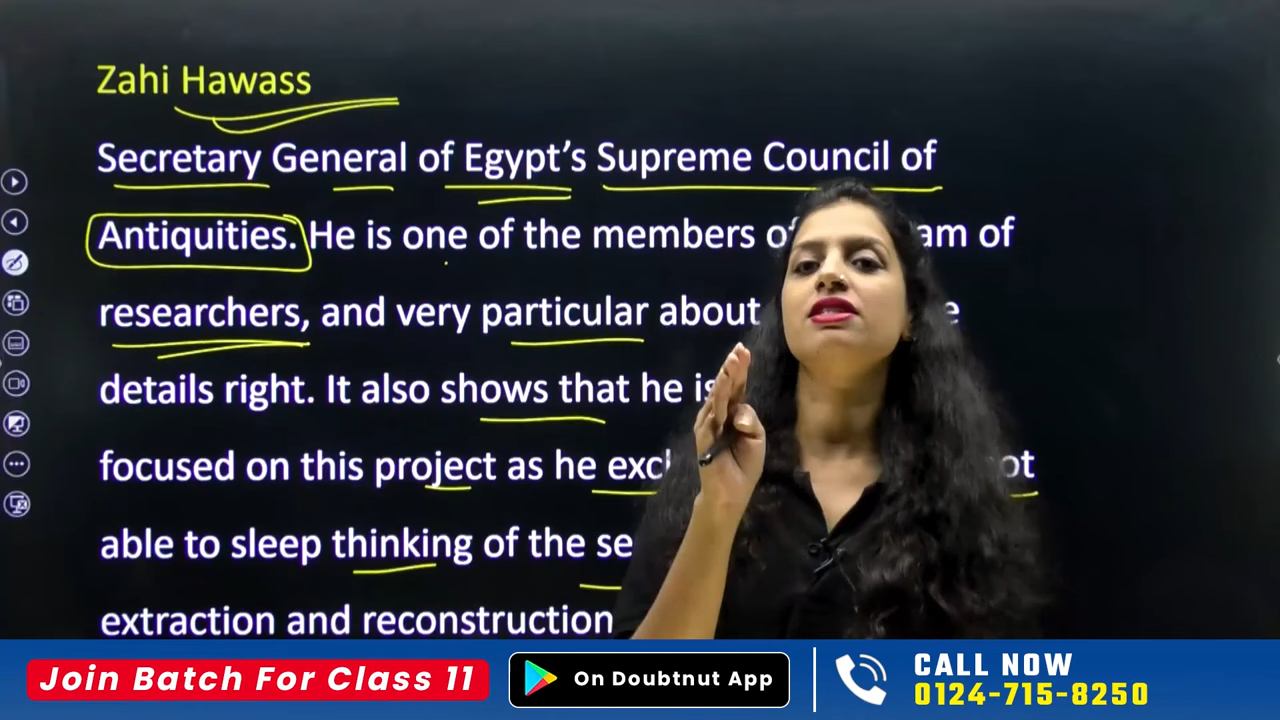 Zahi Hawass
Secretary General of Egypt's Supreme Council of
Antiquities. He is one of the members of am of
researchers, and very particular about
details right. It also shows that he is
focused on this project as he
able to sleep thinking of the
extraction and reconstruction
Join Batch For Class 11
On Doubtnut App
CALL NOW
0124-715-8250